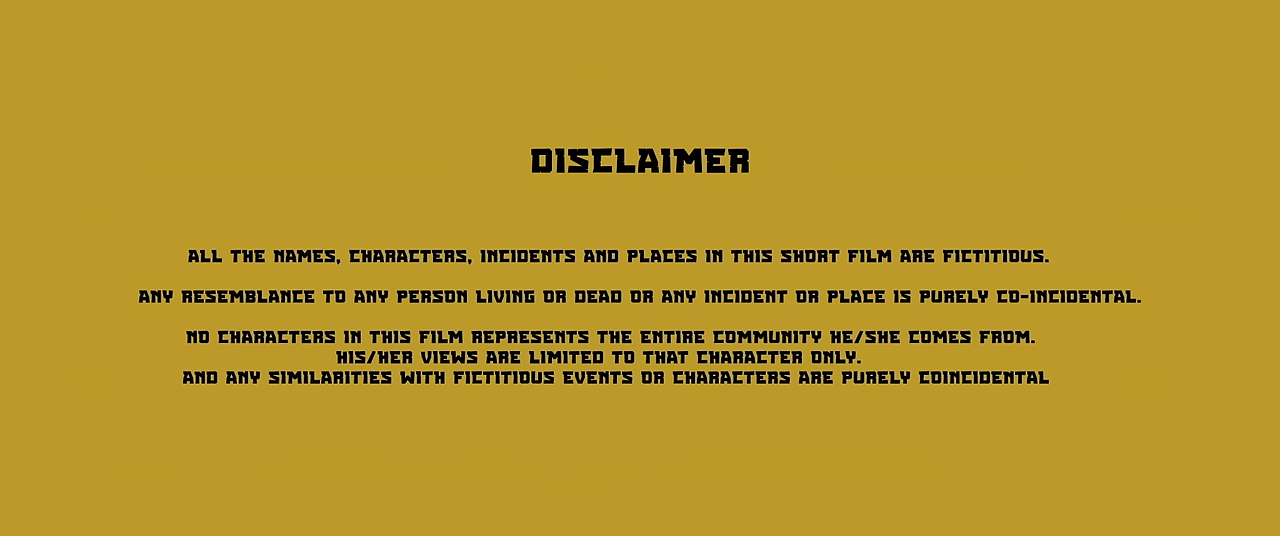 DISCLAIMER
ALL THE NAMES, CHARACTERS, INCIDENTS AND PLACES IN THIS SHORT FILM ARE FICTITIOUS.
ANY RESEMBLANCE TO ANY PERSON LIVING OR DEAD OR ANY INCIDENT OR PLACE IS PURELY CO-INCIDENTAL.
NO CHARACTERS IN THIS FILM REPRESENTS THE ENTIRE COMMUNITY HE/SHE COMES FROM.
HIS/HER VIEWS ARE LIMITED TO THAT CHARACTER ONLY.
AND ANY SIMILARITIES WITH FICTITIOUS EVENTS OR CHARACTERS ARE PURELY COINCIDENTAL